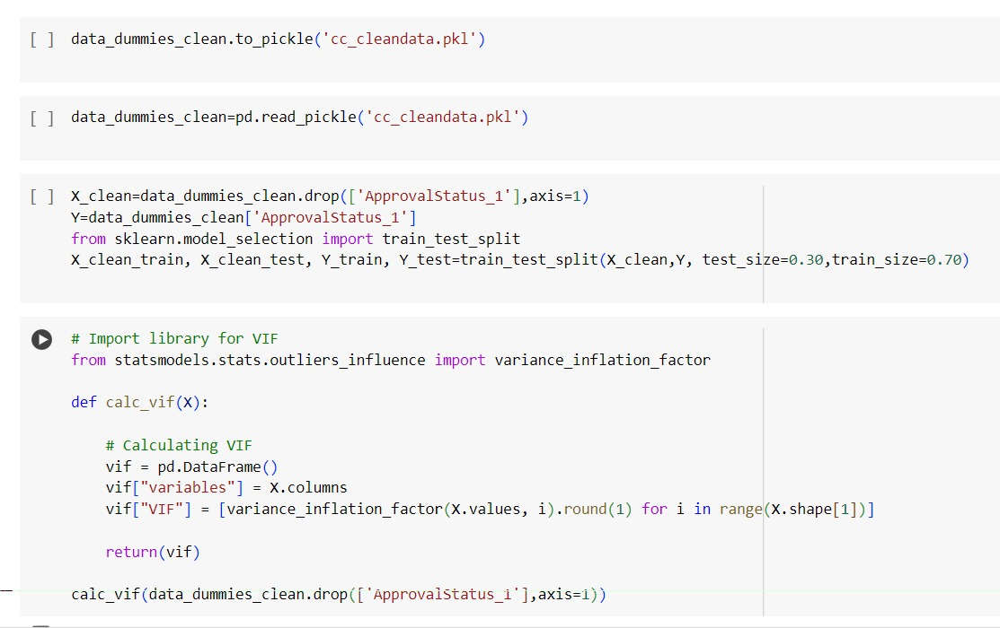 [ ] data_dummies_clean.to_pickle('cc_cleandata.pkl')
[ ] data_dummies_clean=pd.read_pickle('cc_cleandata.pkl')
[ ] X_clean=data_dummies_clean.drop(['ApprovalStatus_1'],axis=1)
Y=data_dummies_clean['ApprovalStatus_1']
from sklearn.model_selection import train_test_split
X_clean_train, X_clean_test, Y_train, Y_test=train_test_split(X_clean,Y, test_size=0.30,train_size=0.70)
# Import library for VIF
from statsmodels.stats.outliers_influence import variance_inflation_factor
def calc_vif(X):
# Calculating VIF
vif = pd.DataFrame()
vif["variables"] = X.columns
vif["VIF"] = [variance_inflation_factor(X.values, i).round(1) for i in range(X.shape[1])]
return(vif)
calc_vif(data_dummies_clean.drop(['ApprovalStatus_1'],axis=1))